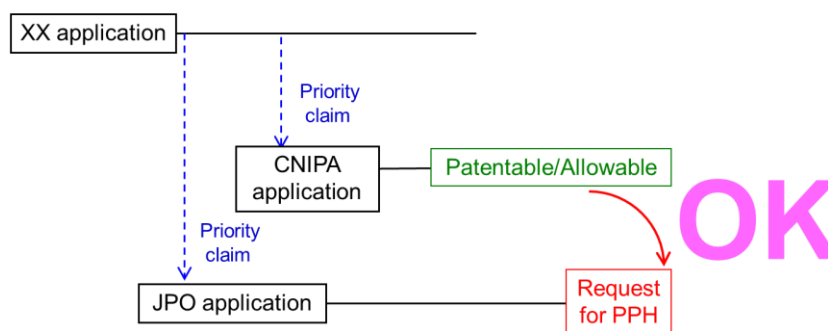 XX application
Priority
claim
CNIPA
application
Patentable/Allowable
OK
Priority
claim
JPO application
Request
for PPH